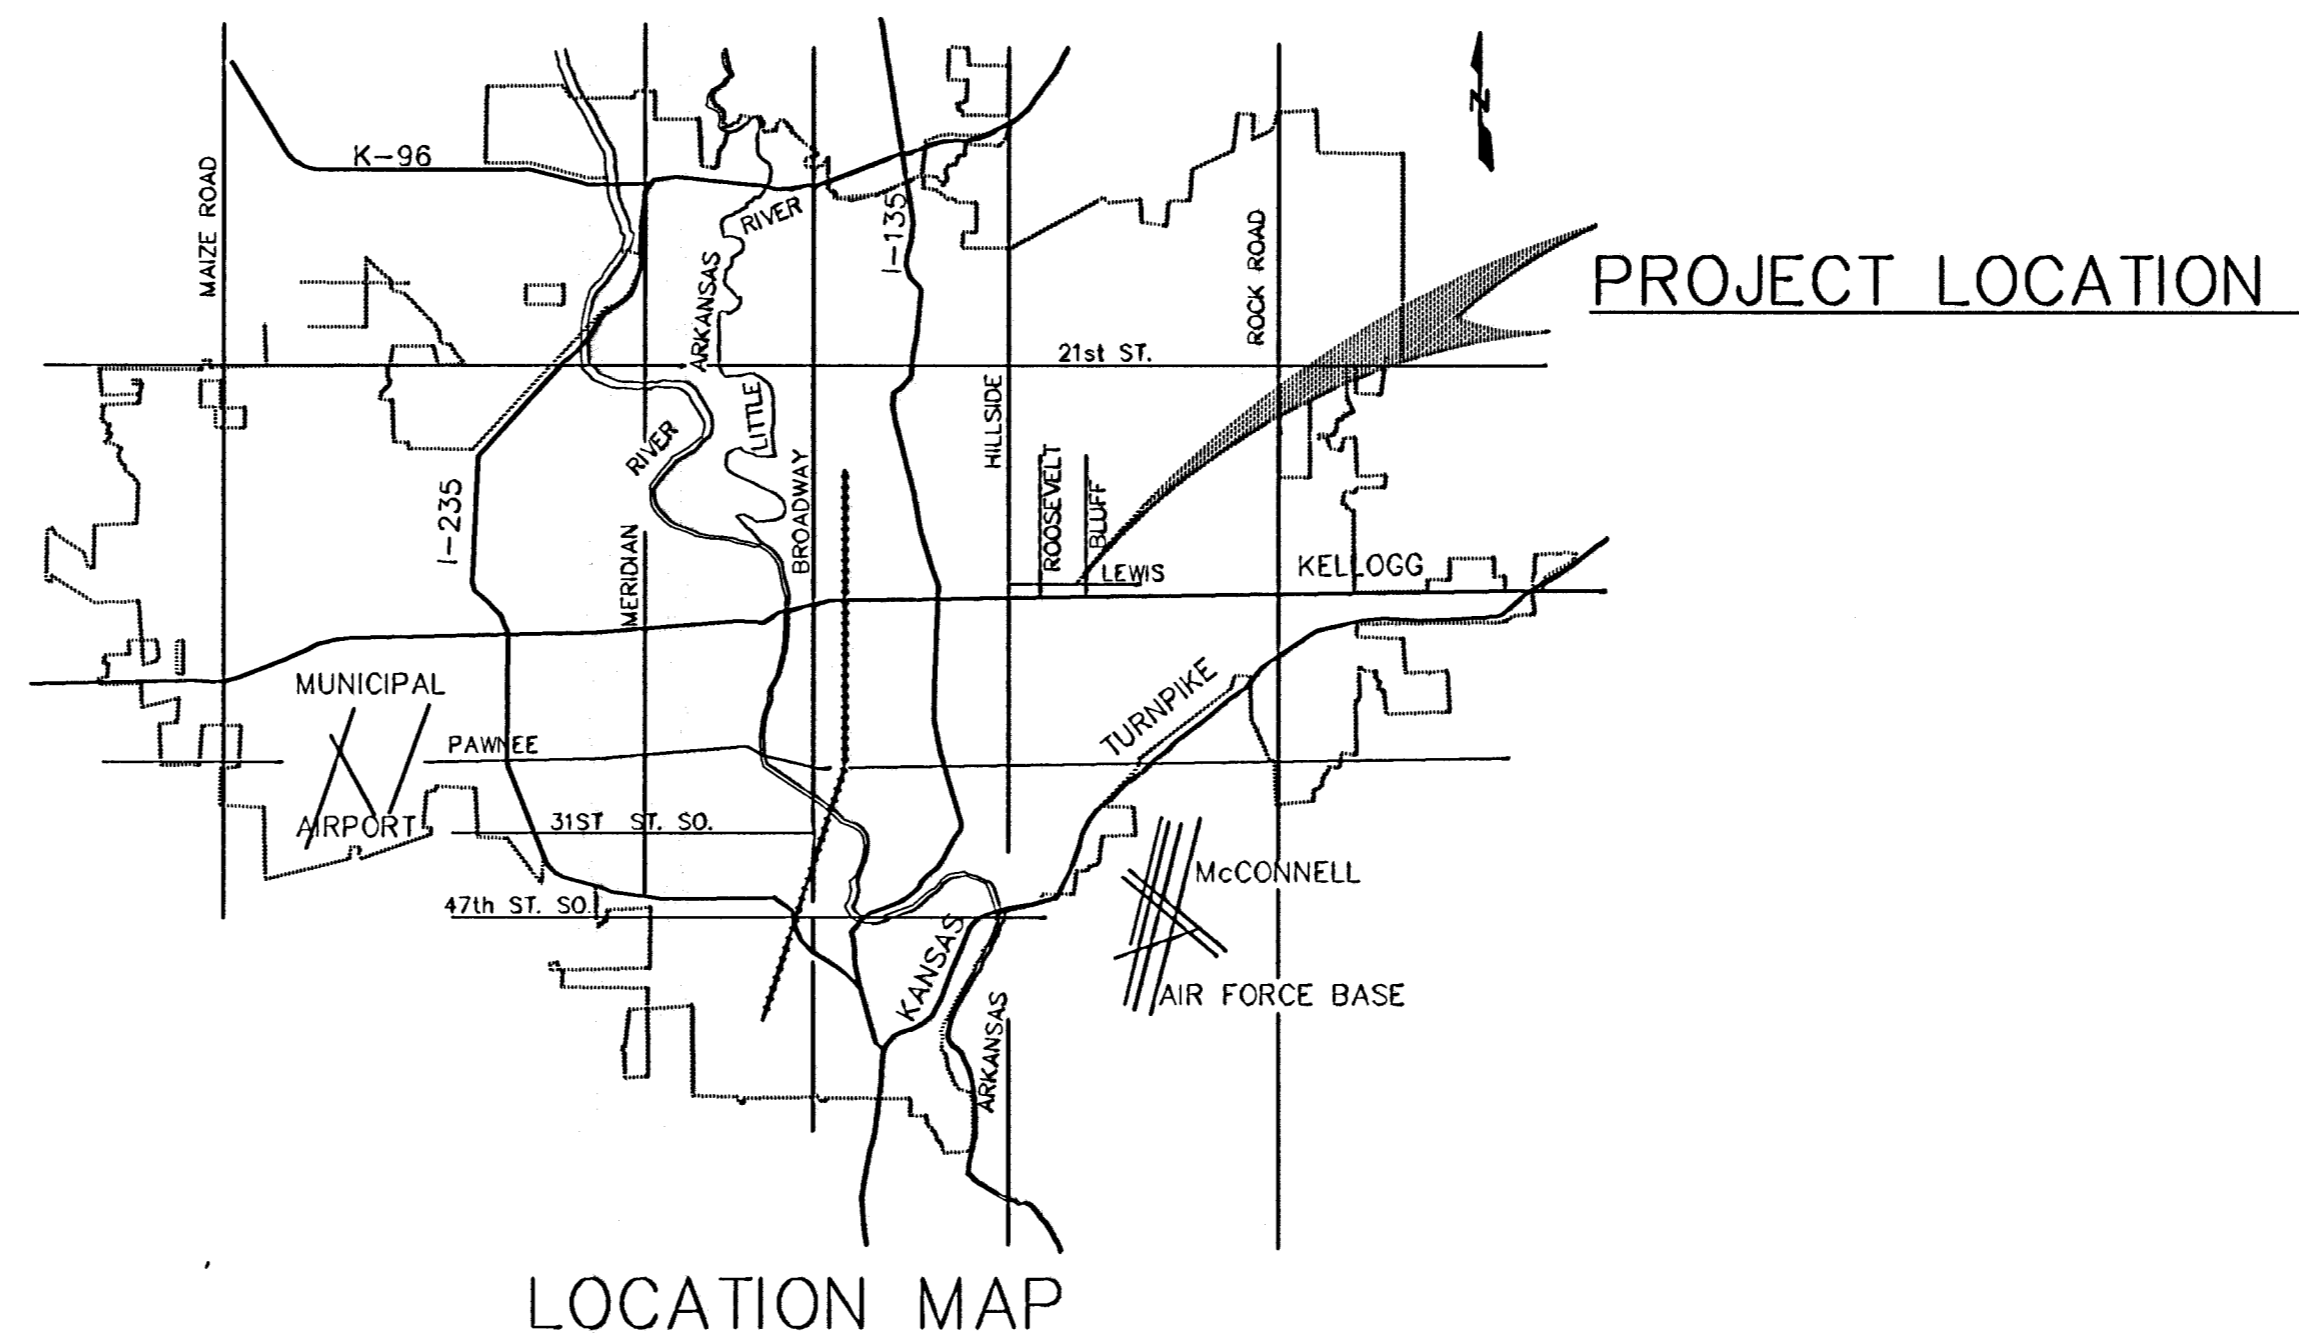 K-96
MAIZE ROAD
RIVER
I-135
N
ROCK ROAD
PROJECT LOCATION
ARKANSAS
21st ST.
LITTLE
RIVER
HILLSIDE
BROADWAY
ROOSEVELT
BLUFF
I-235
MERIDIAN
LEWIS
KELLOGG
MUNICIPAL
AIRPORT
PAWNEE
TURNPIKE
31ST ST. SO.
47th ST. SO.
McCONNELL
AIR FORCE BASE
KANSAS
ARKANSAS
LOCATION MAP